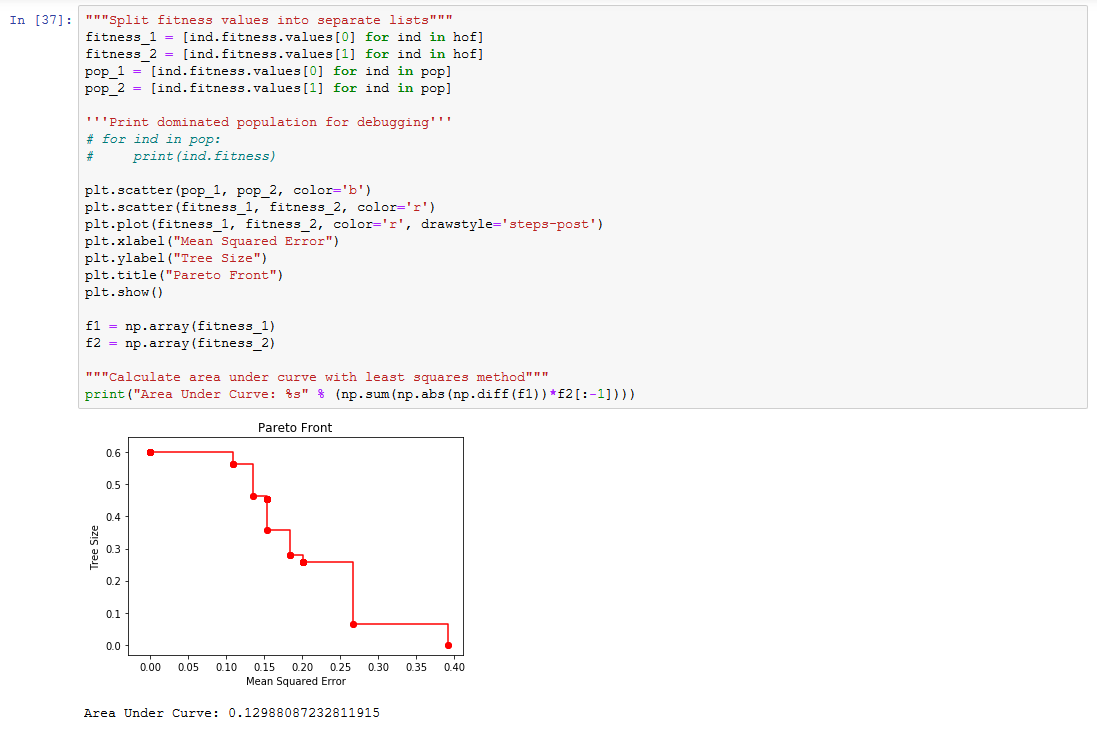 In [37]:
"""Split fitness values into separate lists"""
fitness_1 = [ind.fitness.values[0] for ind in hof]
fitness_2 = [ind.fitness.values[1] for ind in hof]
pop_1 = [ind.fitness.values[0] for ind in pop]
pop_2 = [ind.fitness.values[1] for ind in pop]
'''Print dominated population for debugging'''
# for ind in pop:
#     print(ind.fitness)
plt.scatter(pop_1, pop_2, color='b')
plt.scatter(fitness_1, fitness_2, color='r')
plt.plot(fitness_1, fitness_2, color='r', drawstyle='steps-post')
plt.xlabel("Mean Squared Error")
plt.ylabel("Tree Size")
plt.title("Pareto Front")
plt.show()
f1 = np.array(fitness_1)
f2 = np.array(fitness_2)
"""Calculate area under curve with least squares method"""
print("Area Under Curve: %s" % (np.sum(np.abs(np.diff(f1))*f2[:-1])))
Pareto Front
Tree Size
0.6
0.5
0.4
0.3
0.2
0.1
0.0
0.00 0.05 0.10 0.15 0.20 0.25 0.30 0.35 0.40
Mean Squared Error
Area Under Curve: 0.12988087232811915